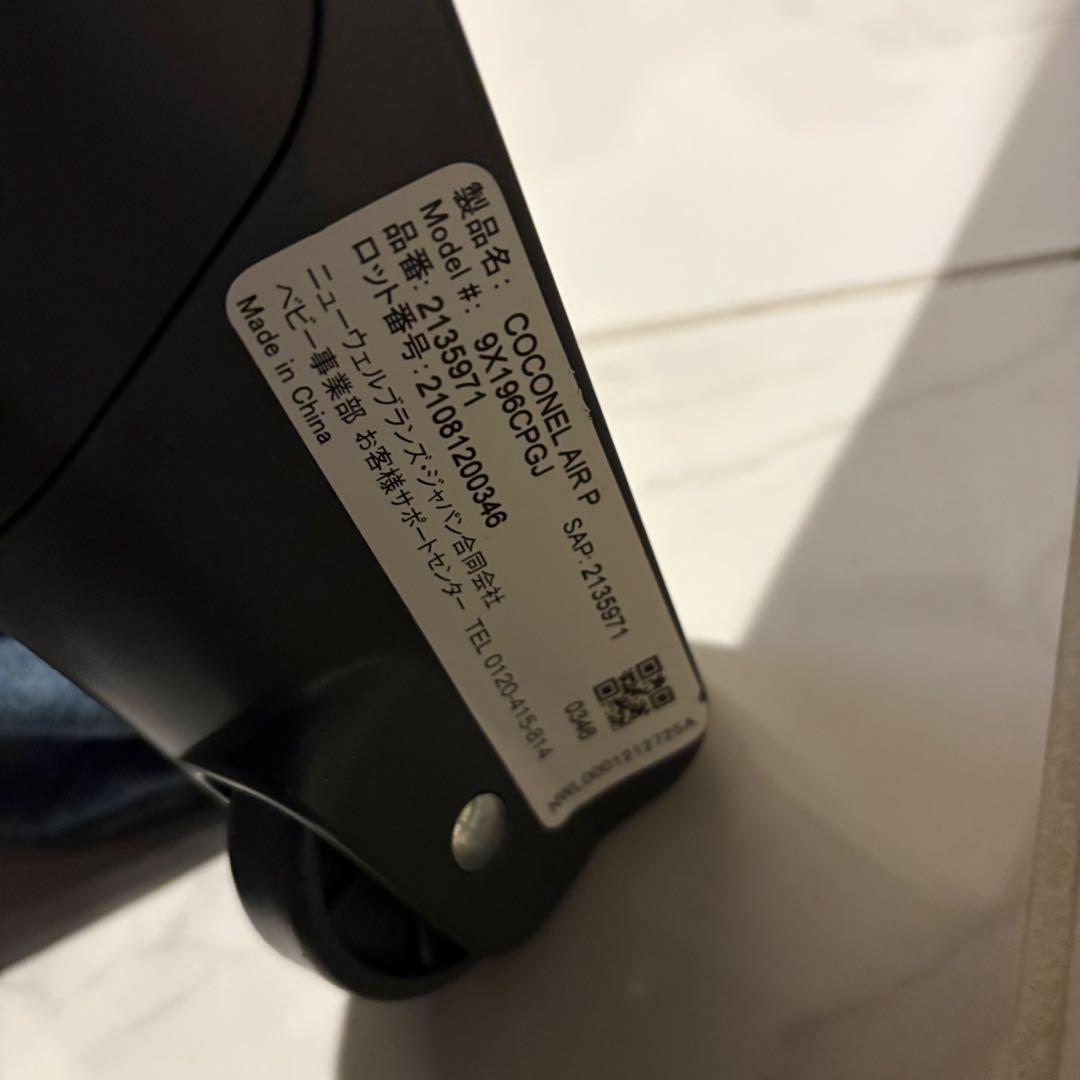 製品名: COCONEL AIR P
Model #: 9X196CPGJ
品番: 2135971
ロット番号: 21081200346
ニューウェルブランズ・ジャパン合同会社
ベビー事業部 お客様サポートセンター TEL 0120-415-814
Made in China
SAP: 2135971
0346
NWL0001212725A